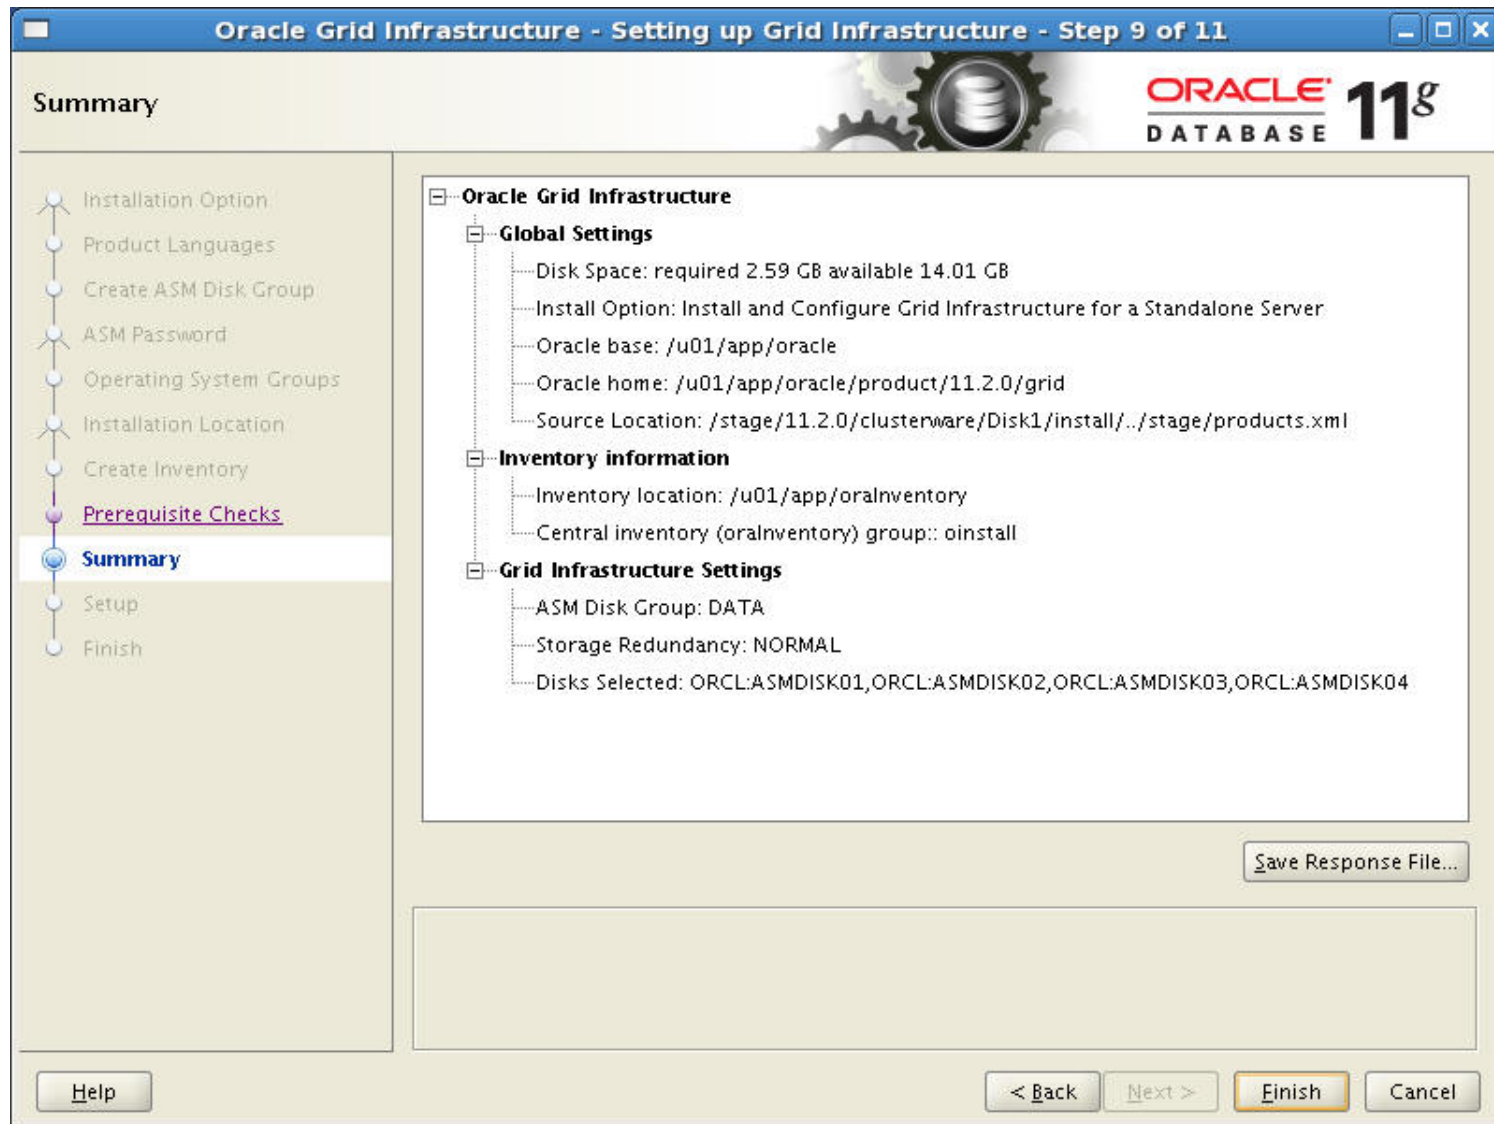 Oracle Grid Infrastructure - Setting up Grid Infrastructure - Step 9 of 11
Summary
ORACLE
DATABASE
11g
Installation Option
Product Languages
Create ASM Disk Group
ASM Password
Operating System Groups
Installation Location
Create Inventory
Prerequisite Checks
Summary
Setup
Finish
Oracle Grid Infrastructure
Global Settings
Disk Space: required 2.59 GB available 14.01 GB
Install Option: Install and Configure Grid Infrastructure for a Standalone Server
Oracle base: /u01/app/oracle
Oracle home: /u01/app/oracle/product/11.2.0/grid
Source Location: /stage/11.2.0/clusterware/Disk1/install/../stage/products.xml
Inventory information
Inventory location: /u01/app/oraInventory
Central inventory (oraInventory) group:: oinstall
Grid Infrastructure Settings
ASM Disk Group: DATA
Storage Redundancy: NORMAL
Disks Selected: ORCL:ASMDISK01,ORCL:ASMDISK02,ORCL:ASMDISK03,ORCL:ASMDISK04
Save Response File...
Help
< Back
Next >
Finish
Cancel